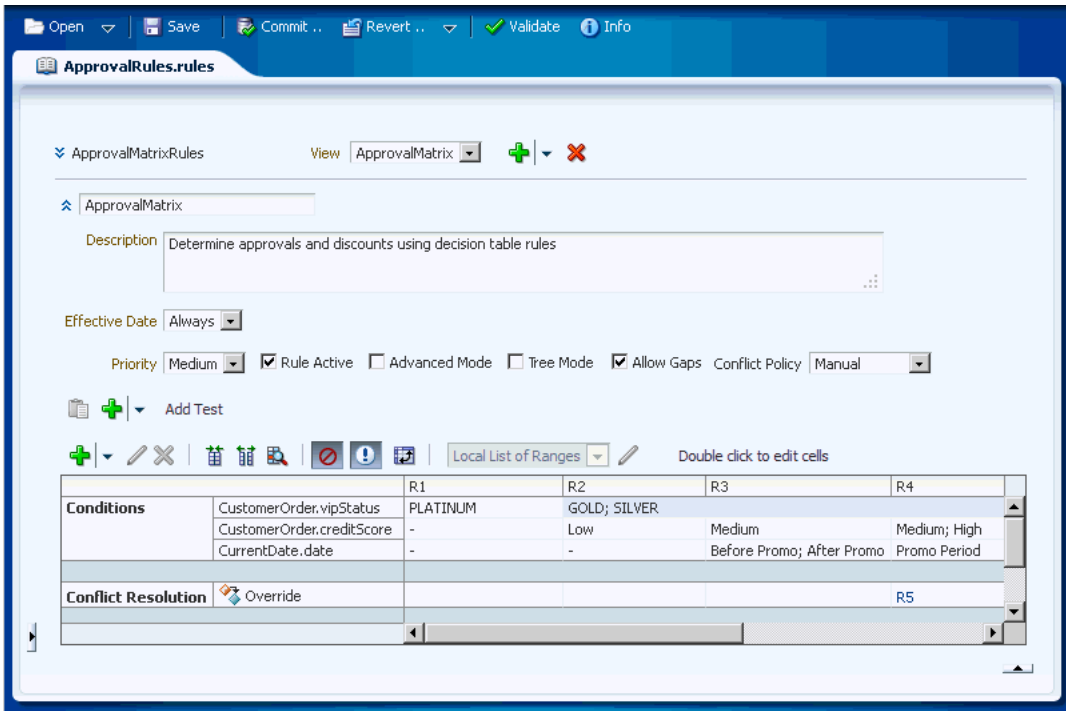 Open Save Commit .. Revert .. Validate Info
ApprovalRules.rules
ApprovalMatrixRules View ApprovalMatrix
ApprovalMatrix
Description Determine approvals and discounts using decision table rules
Effective Date Always
Priority Medium Rule Active Advanced Mode Tree Mode Allow Gaps Conflict Policy Manual
Add Test
Local List of Ranges Double click to edit cells
R1 R2 R3 R4
Conditions CustomerOrder.vipStatus PLATINUM GOLD; SILVER
CustomerOrder.creditScore - Low Medium Medium; High
CurrentDate.date - - Before Promo; After Promo Promo Period
Conflict Resolution Override R5